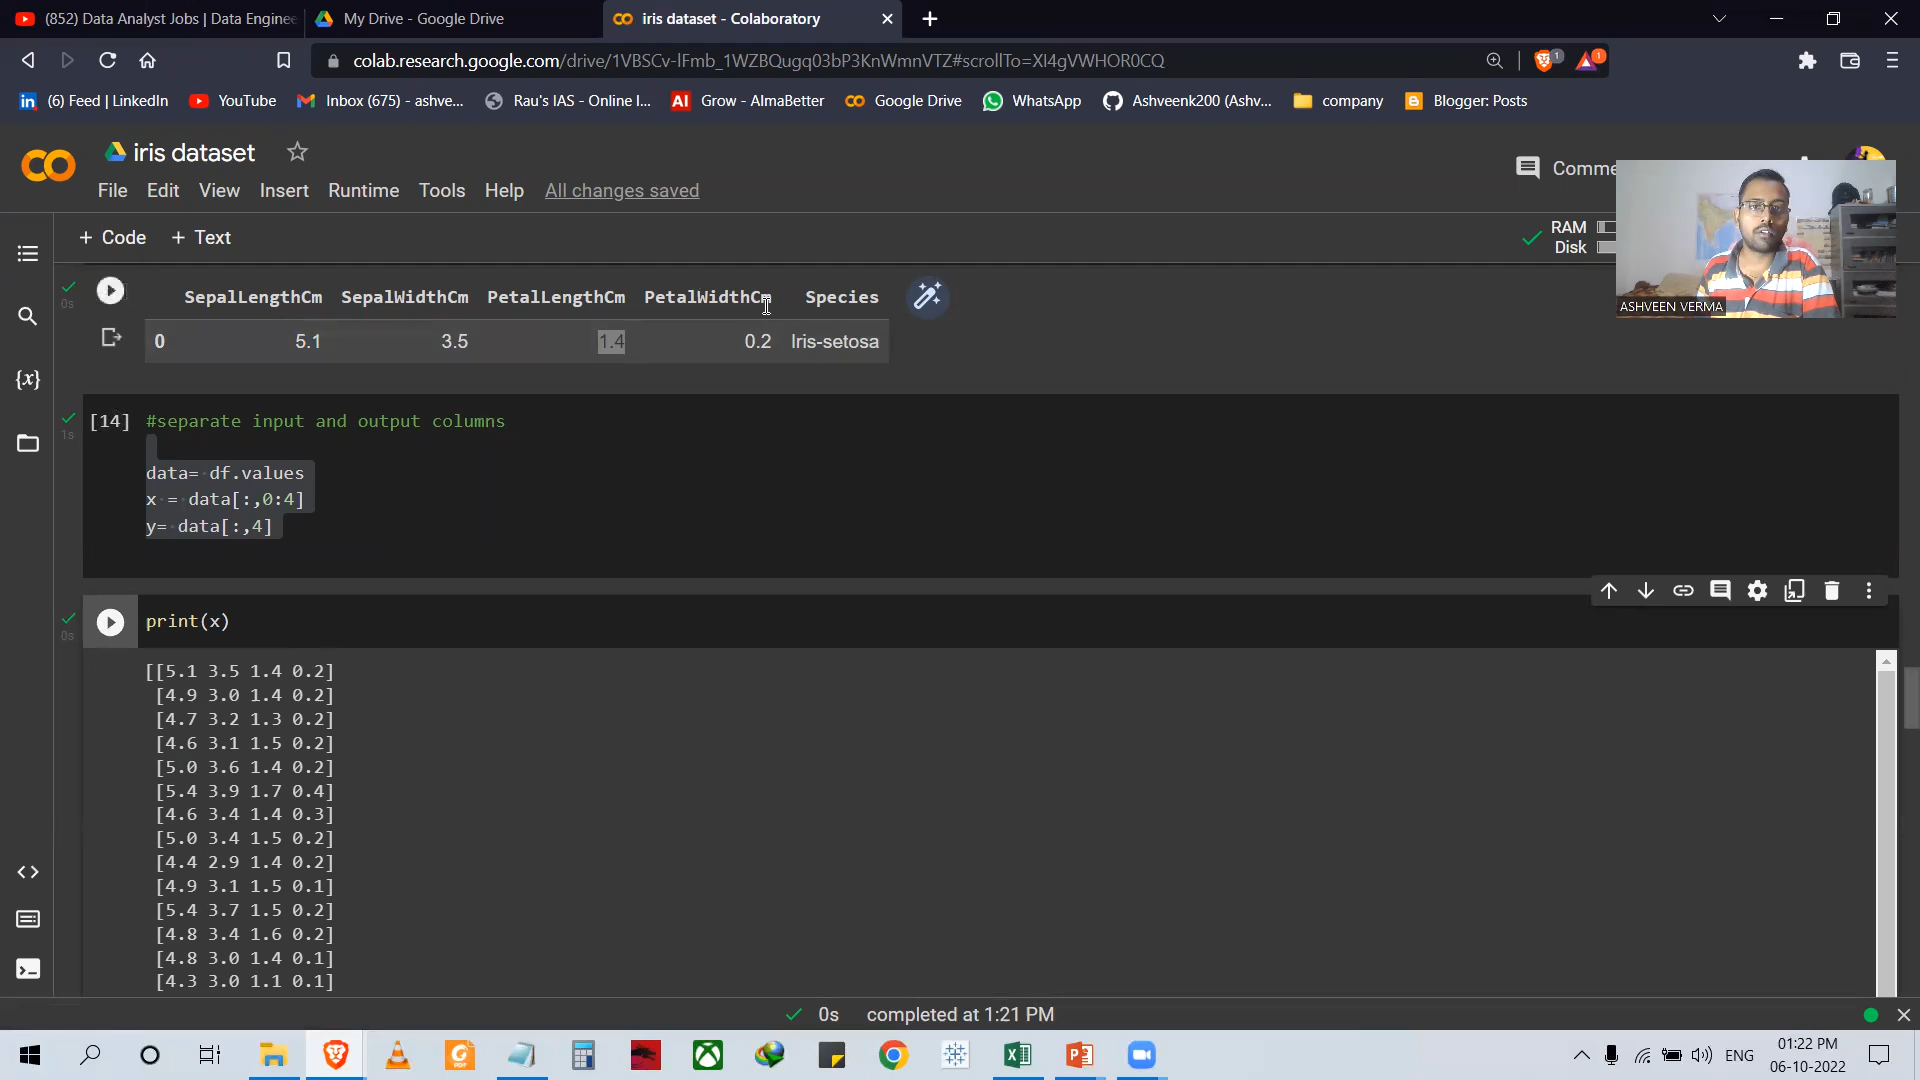 (852) Data Analyst Jobs | Data Enginee
My Drive - Google Drive
iris dataset - Colaboratory
colab.research.google.com/drive/1VBSCv-lFmb_1WZBQugq03bP3KnWmnVTZ#scrollTo=XI4gVWHOR0CQ
1
1
(6) Feed | LinkedIn
YouTube
Inbox (675) - ashve...
Rau's IAS - Online I...
AI Grow - AlmaBetter
Google Drive
WhatsApp
Ashveenk200 (Ashv...
company
Blogger: Posts
iris dataset
File Edit View Insert Runtime Tools Help All changes saved
Comme
+ Code + Text
RAM
Disk
ASHVEEN VERMA
0s
SepalLengthCm SepalWidthCm PetalLengthCm PetalWidthCm Species
0 5.1 3.5 1.4 0.2 Iris-setosa
{x}
[14] #separate input and output columns
1s
data= df.values
x = data[:,0:4]
y= data[:,4]
print(x)
0s
[[5.1 3.5 1.4 0.2]
[4.9 3.0 1.4 0.2]
[4.7 3.2 1.3 0.2]
[4.6 3.1 1.5 0.2]
[5.0 3.6 1.4 0.2]
[5.4 3.9 1.7 0.4]
[4.6 3.4 1.4 0.3]
[5.0 3.4 1.5 0.2]
[4.4 2.9 1.4 0.2]
[4.9 3.1 1.5 0.1]
[5.4 3.7 1.5 0.2]
[4.8 3.4 1.6 0.2]
[4.8 3.0 1.4 0.1]
[4.3 3.0 1.1 0.1]
0s completed at 1:21 PM
ENG
01:22 PM
06-10-2022